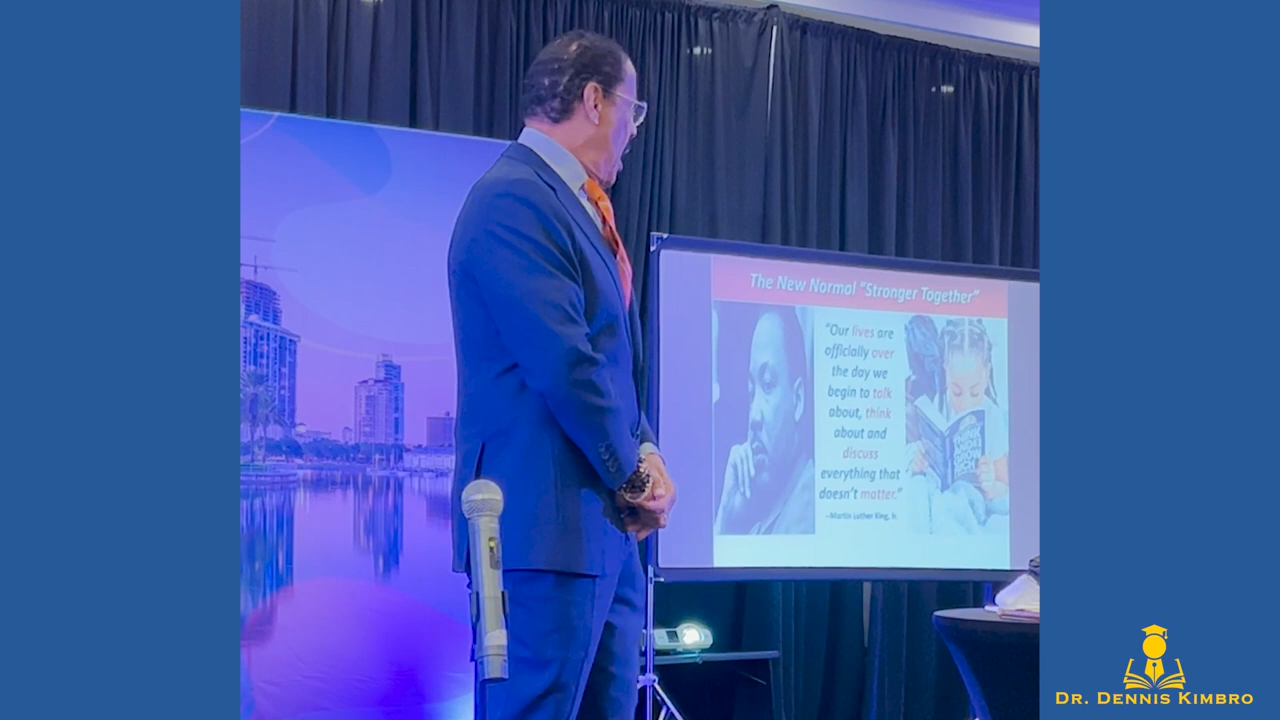 The New Normal "Stronger Together"
"Our lives are
officially over
the day we
begin to talk
about, think
about and
discuss
everything that
doesn't matter."
--Martin Luther King, Jr.
DR. DENNIS KIMBRO